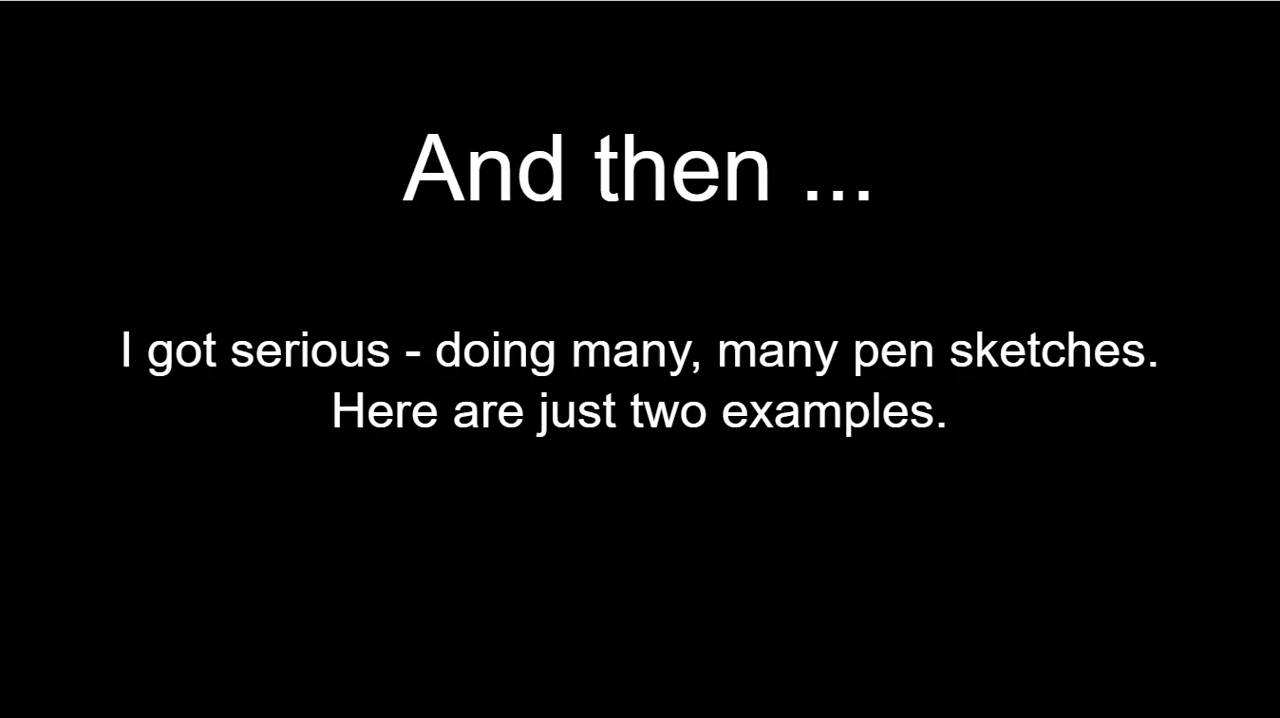 And then ...
I got serious - doing many, many pen sketches.
Here are just two examples.